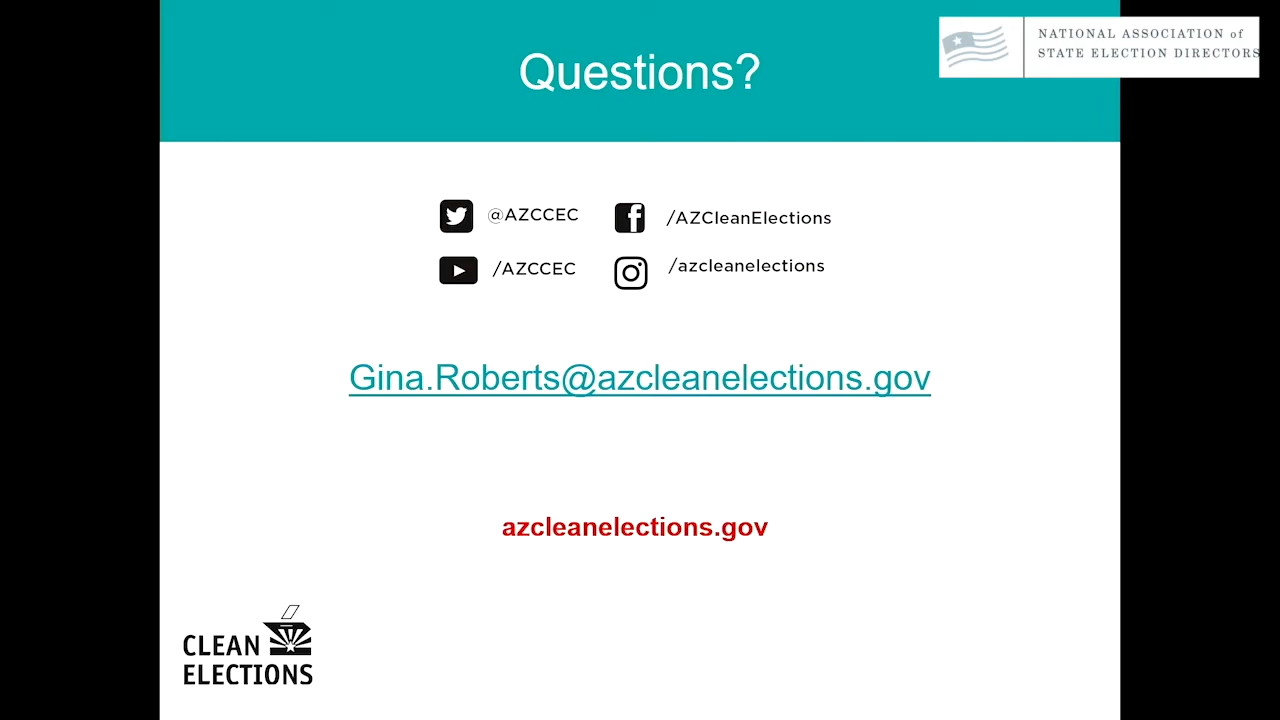 Questions?
NATIONAL ASSOCIATION of
STATE ELECTION DIRECTORS
@AZCCEC
/AZCleanElections
/AZCCEC
/azcleanelections
Gina.Roberts@azcleanelections.gov
azcleanelections.gov
CLEAN
ELECTIONS